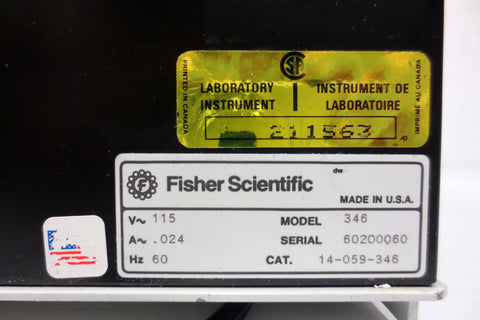 PRINTED IN CANADA
LABORATORY INSTRUMENT
INSTRUMENT DE LABORATOIRE
IMPRIMÉ AU CANADA
211563
Fisher Scientific
dw
MADE IN U.S.A.
V~ 115 MODEL 346
A~ .024 SERIAL 60200060
Hz 60 CAT. 14-059-346